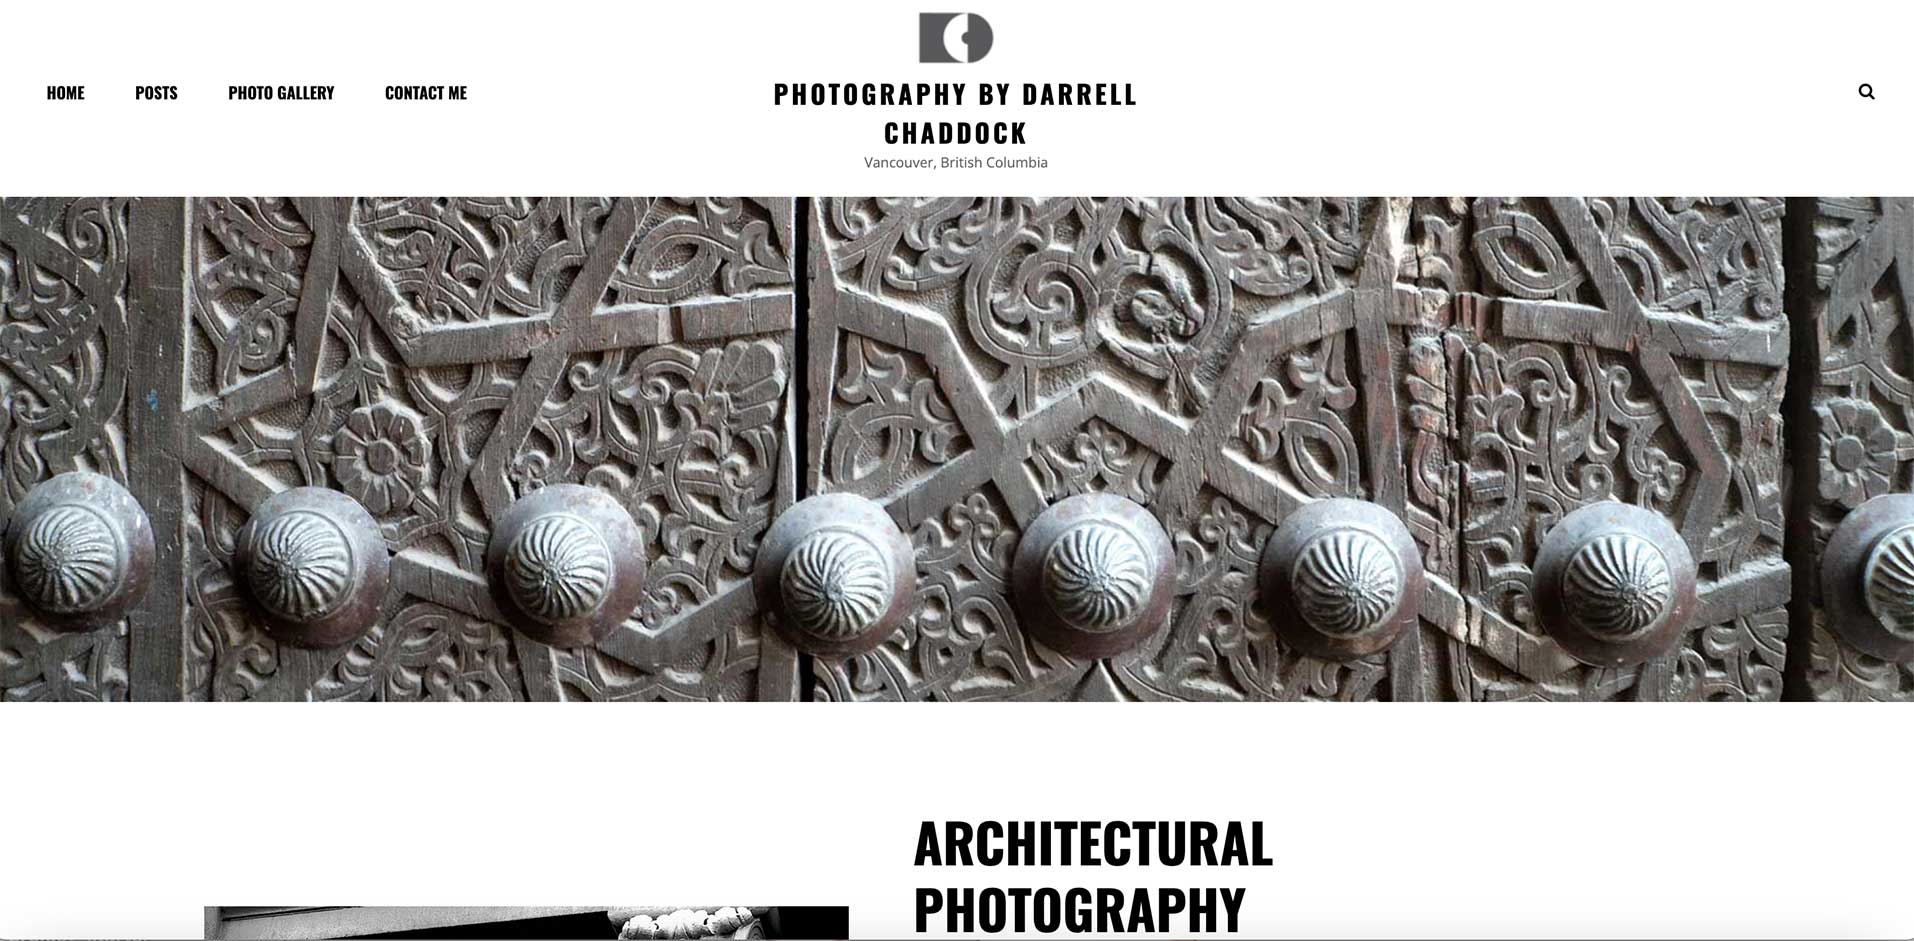 HOME
POSTS
PHOTO GALLERY
CONTACT ME
PHOTOGRAPHY BY DARRELL
CHADDOCK
Vancouver, British Columbia
ARCHITECTURAL
PHOTOGRAPHY